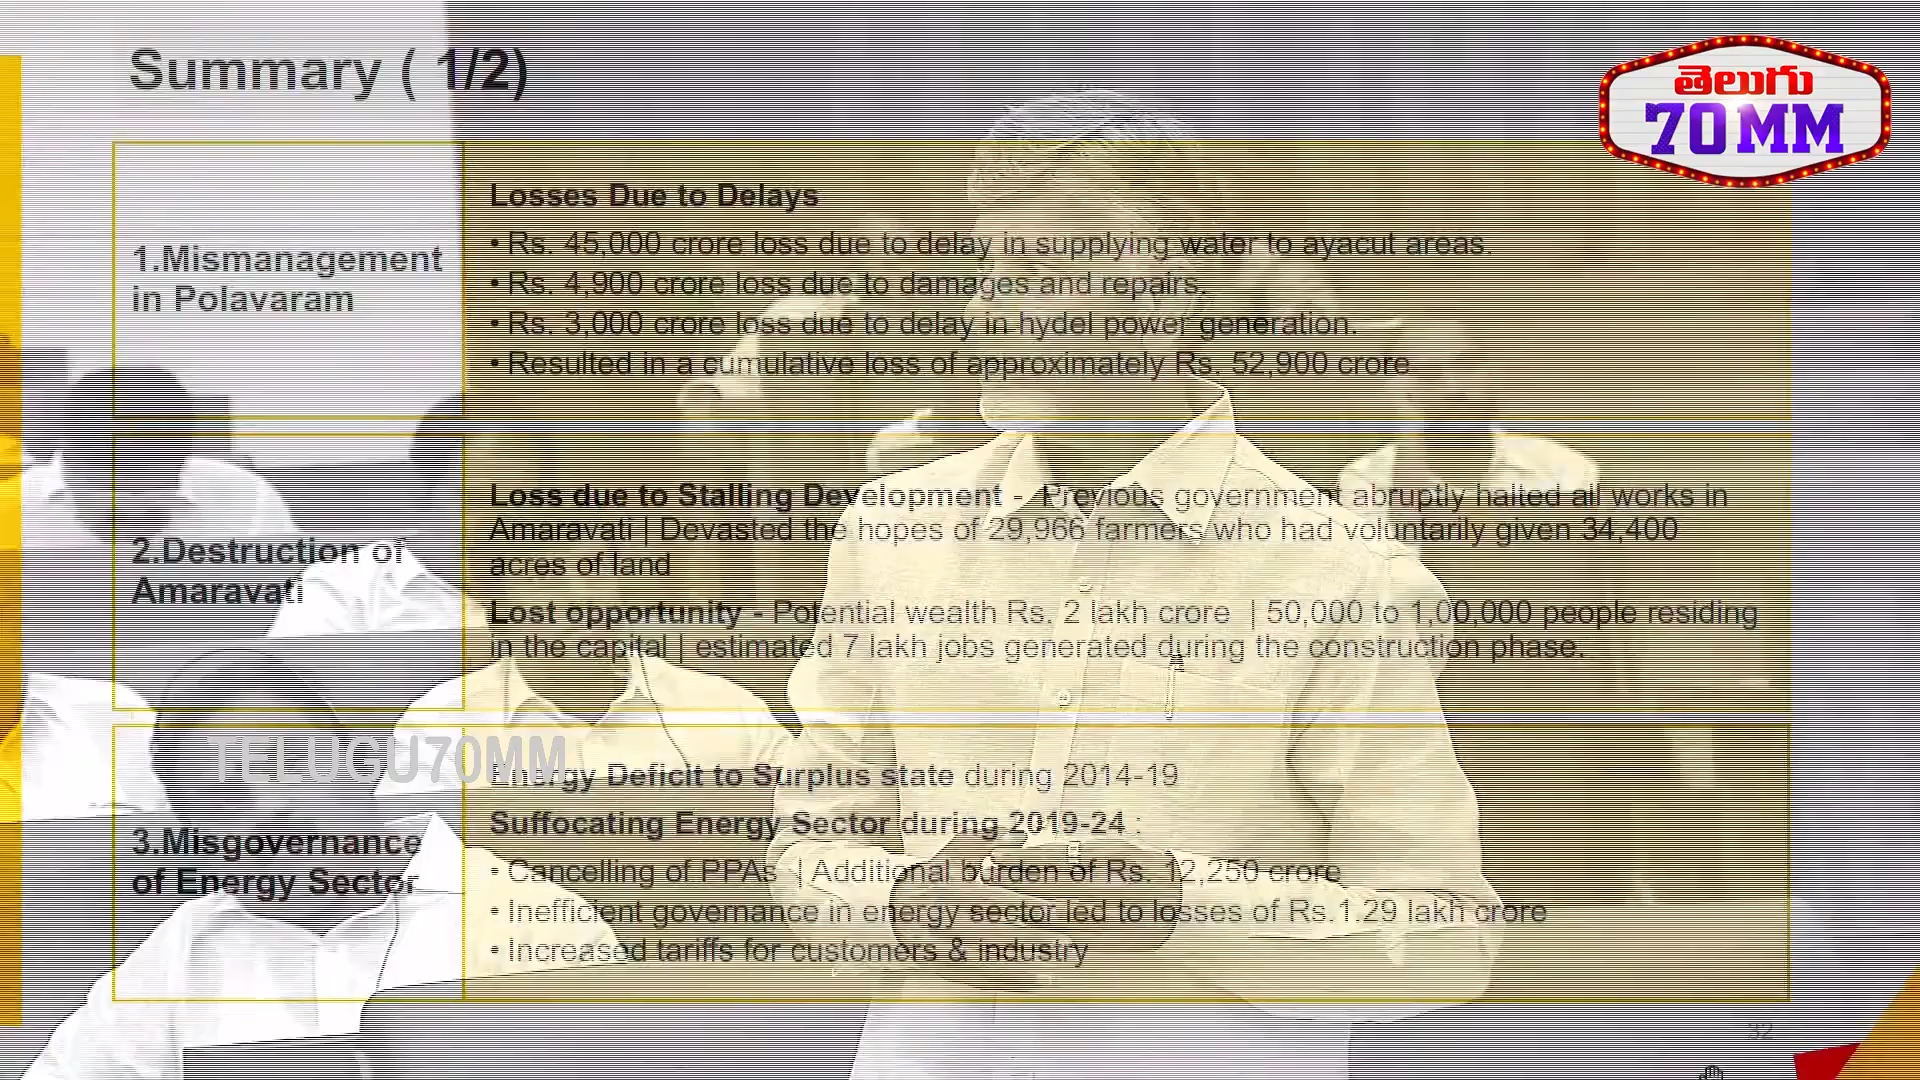 Summary ( 1/2)
తెలుగు
70MM
1.Mismanagement
in Polavaram
Losses Due to Delays
• Rs. 45,000 crore loss due to delay in supplying water to ayacut areas.
• Rs. 4,900 crore loss due to damages and repairs.
• Rs. 3,000 crore loss due to delay in hydel power generation.
• Resulted in a cumulative loss of approximately Rs. 52,900 crore
2.Destruction of
Amaravati
Loss due to Stalling Development - Previous government abruptly halted all works in
Amaravati | Devasted the hopes of 29,966 farmers who had voluntarily given 34,400
acres of land
Lost opportunity - Potential wealth Rs. 2 lakh crore | 50,000 to 1,00,000 people residing
in the capital | estimated 7 lakh jobs generated during the construction phase.
TELUGU70MM
3.Misgovernance
of Energy Sector
Energy Deficit to Surplus state during 2014-19
Suffocating Energy Sector during 2019-24 :
• Cancelling of PPAs | Additional burden of Rs. 12,250 crore
• Inefficient governance in energy sector led to losses of Rs.1.29 lakh crore
• Increased tariffs for customers & industry
32